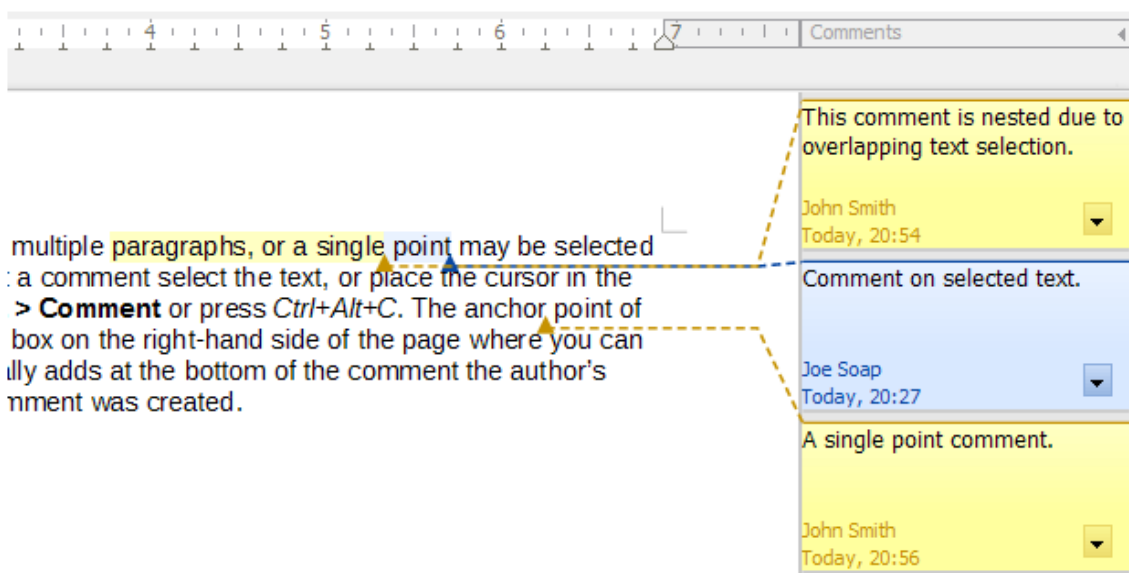 4 5 6 7 Comments
This comment is nested due to
overlapping text selection.
John Smith
Today, 20:54
multiple paragraphs, or a single point may be selected
a comment select the text, or place the cursor in the
> Comment or press Ctrl+Alt+C. The anchor point of
box on the right-hand side of the page where you can
adds at the bottom of the comment the author's
was created.
Comment on selected text.
Joe Soap
Today, 20:27
A single point comment.
John Smith
Today, 20:56